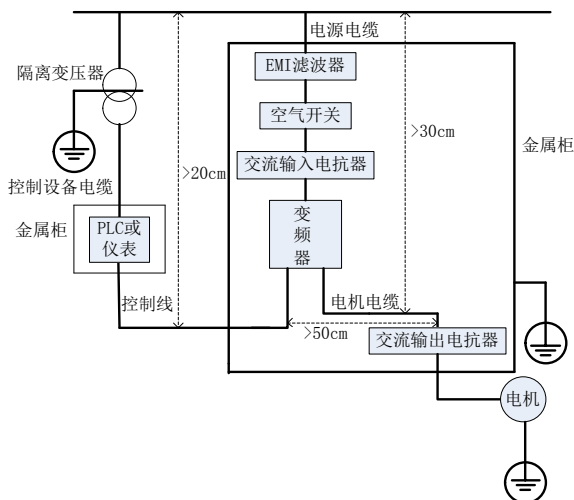 电源电缆
隔离变压器
EMI滤波器
空气开关
>30cm
金属柜
交流输入电抗器
>20cm
控制设备电缆
金属柜
PLC或
仪表
变
频
器
控制线
电机电缆
>50cm
交流输出电抗器
电机